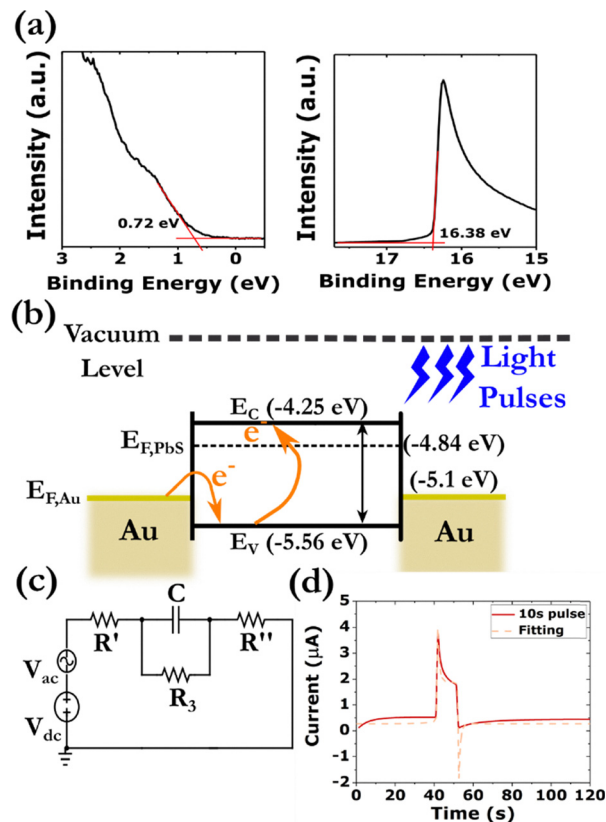 (a)
Intensity (a.u.)
0.72 eV
3 2 1 0
Binding Energy (eV)
Intensity (a.u.)
16.38 eV
17 16 15
Binding Energy (eV)
(b)
Vacuum
Level
Light
Pulses
E_C (-4.25 eV)
e^-
E_F,PbS
(-4.84 eV)
(-5.1 eV)
E_F,Au
e^-
Au
Au
E_V (-5.56 eV)
(c)
C
R'
R''
R_3
V_ac
V_dc
(d)
Current (μA)
5
4
3
2
1
0
-1
-2
10s pulse
Fitting
0 20 40 60 80 100 120
Time (s)